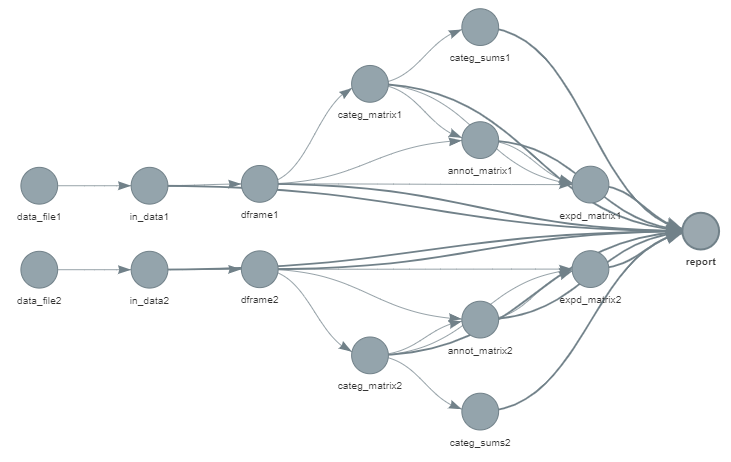 categ_sums1
categ_matrix1
annot_matrix1
data_file1
in_data1
dframe1
expd_matrix1
report
data_file2
in_data2
dframe2
expd_matrix2
annot_matrix2
categ_matrix2
categ_sums2